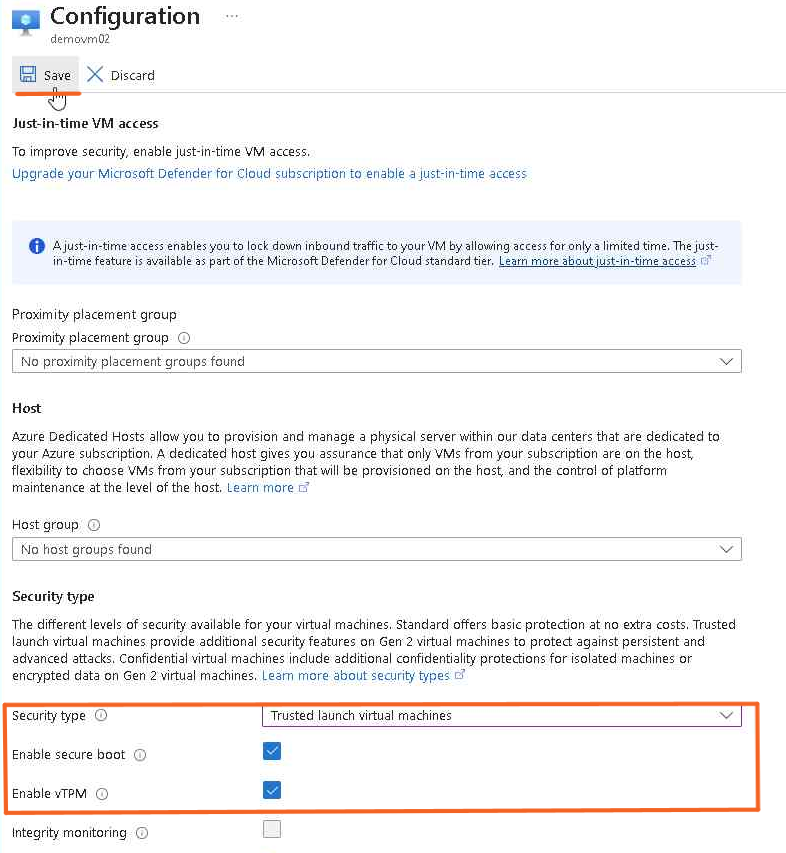 Configuration ...
demovm02
Save Discard
Just-in-time VM access
To improve security, enable just-in-time VM access.
Upgrade your Microsoft Defender for Cloud subscription to enable a just-in-time access
A just-in-time access enables you to lock down inbound traffic to your VM by allowing access for only a limited time. The just-
in-time feature is available as part of the Microsoft Defender for Cloud standard tier. Learn more about just-in-time access
Proximity placement group
Proximity placement group
No proximity placement groups found
Host
Azure Dedicated Hosts allow you to provision and manage a physical server within our data centers that are dedicated to
your Azure subscription. A dedicated host gives you assurance that only VMs from your subscription are on the host,
flexibility to choose VMs from your subscription that will be provisioned on the host, and the control of platform
maintenance at the level of the host. Learn more
Host group
No host groups found
Security type
The different levels of security available for your virtual machines. Standard offers basic protection at no extra costs. Trusted
launch virtual machines provide additional security features on Gen 2 virtual machines to protect against persistent and
advanced attacks. Confidential virtual machines include additional confidentiality protections for isolated machines or
encrypted data on Gen 2 virtual machines. Learn more about security types
Security type Trusted launch virtual machines
Enable secure boot
Enable vTPM
Integrity monitoring